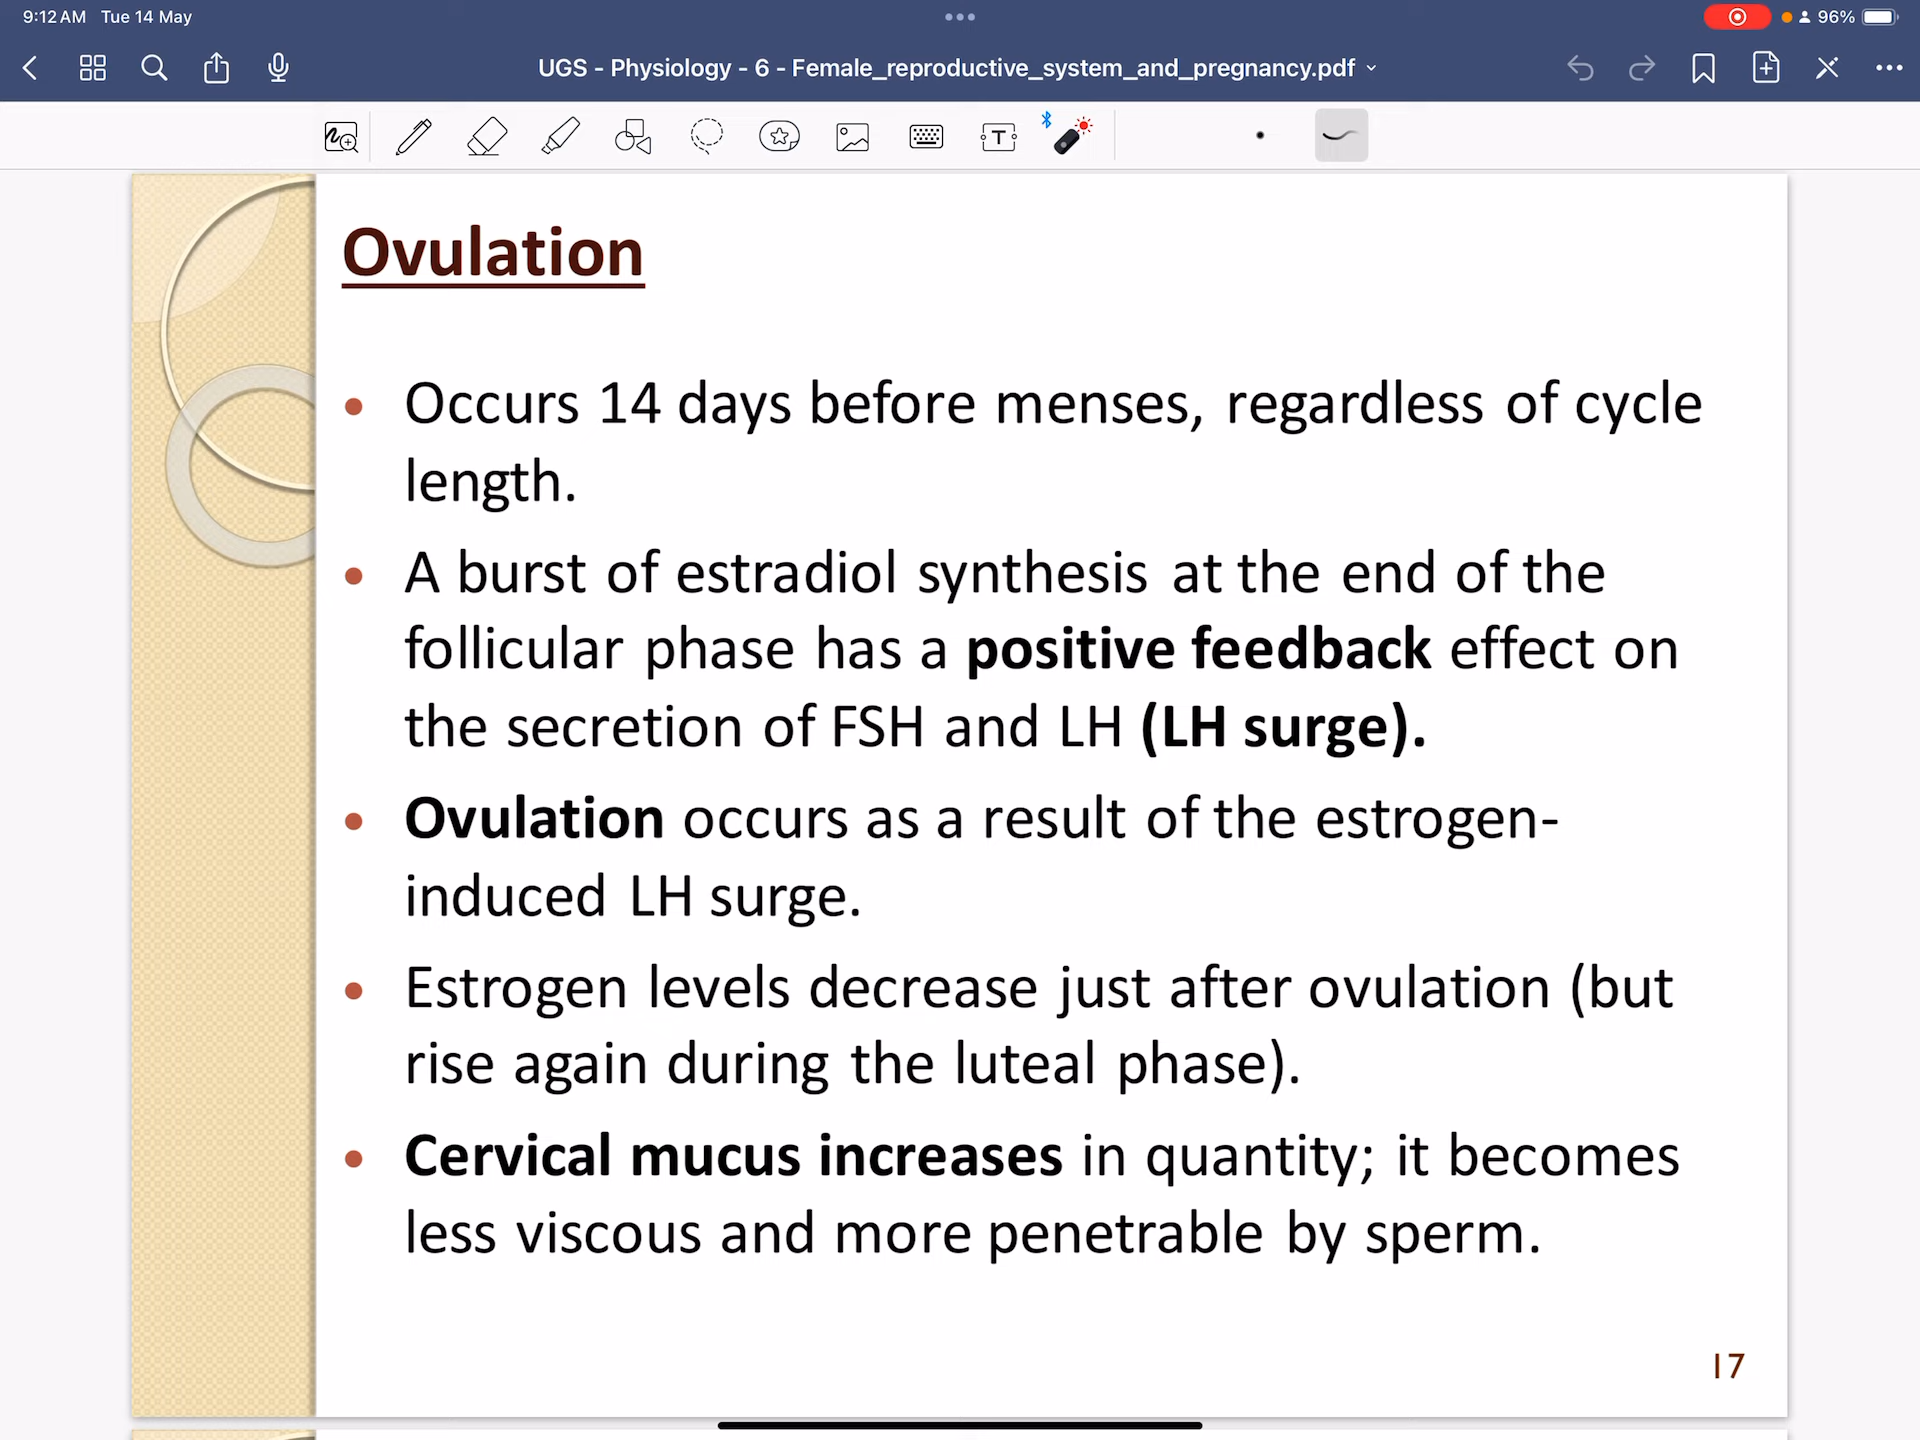 9:12 AM Tue 14 May
96%
UGS - Physiology - 6 - Female_reproductive_system_and_pregnancy.pdf
T
Ovulation
• Occurs 14 days before menses, regardless of cycle
length.
• A burst of estradiol synthesis at the end of the
follicular phase has a positive feedback effect on
the secretion of FSH and LH (LH surge).
• Ovulation occurs as a result of the estrogen-
induced LH surge.
• Estrogen levels decrease just after ovulation (but
rise again during the luteal phase).
• Cervical mucus increases in quantity; it becomes
less viscous and more penetrable by sperm.
17